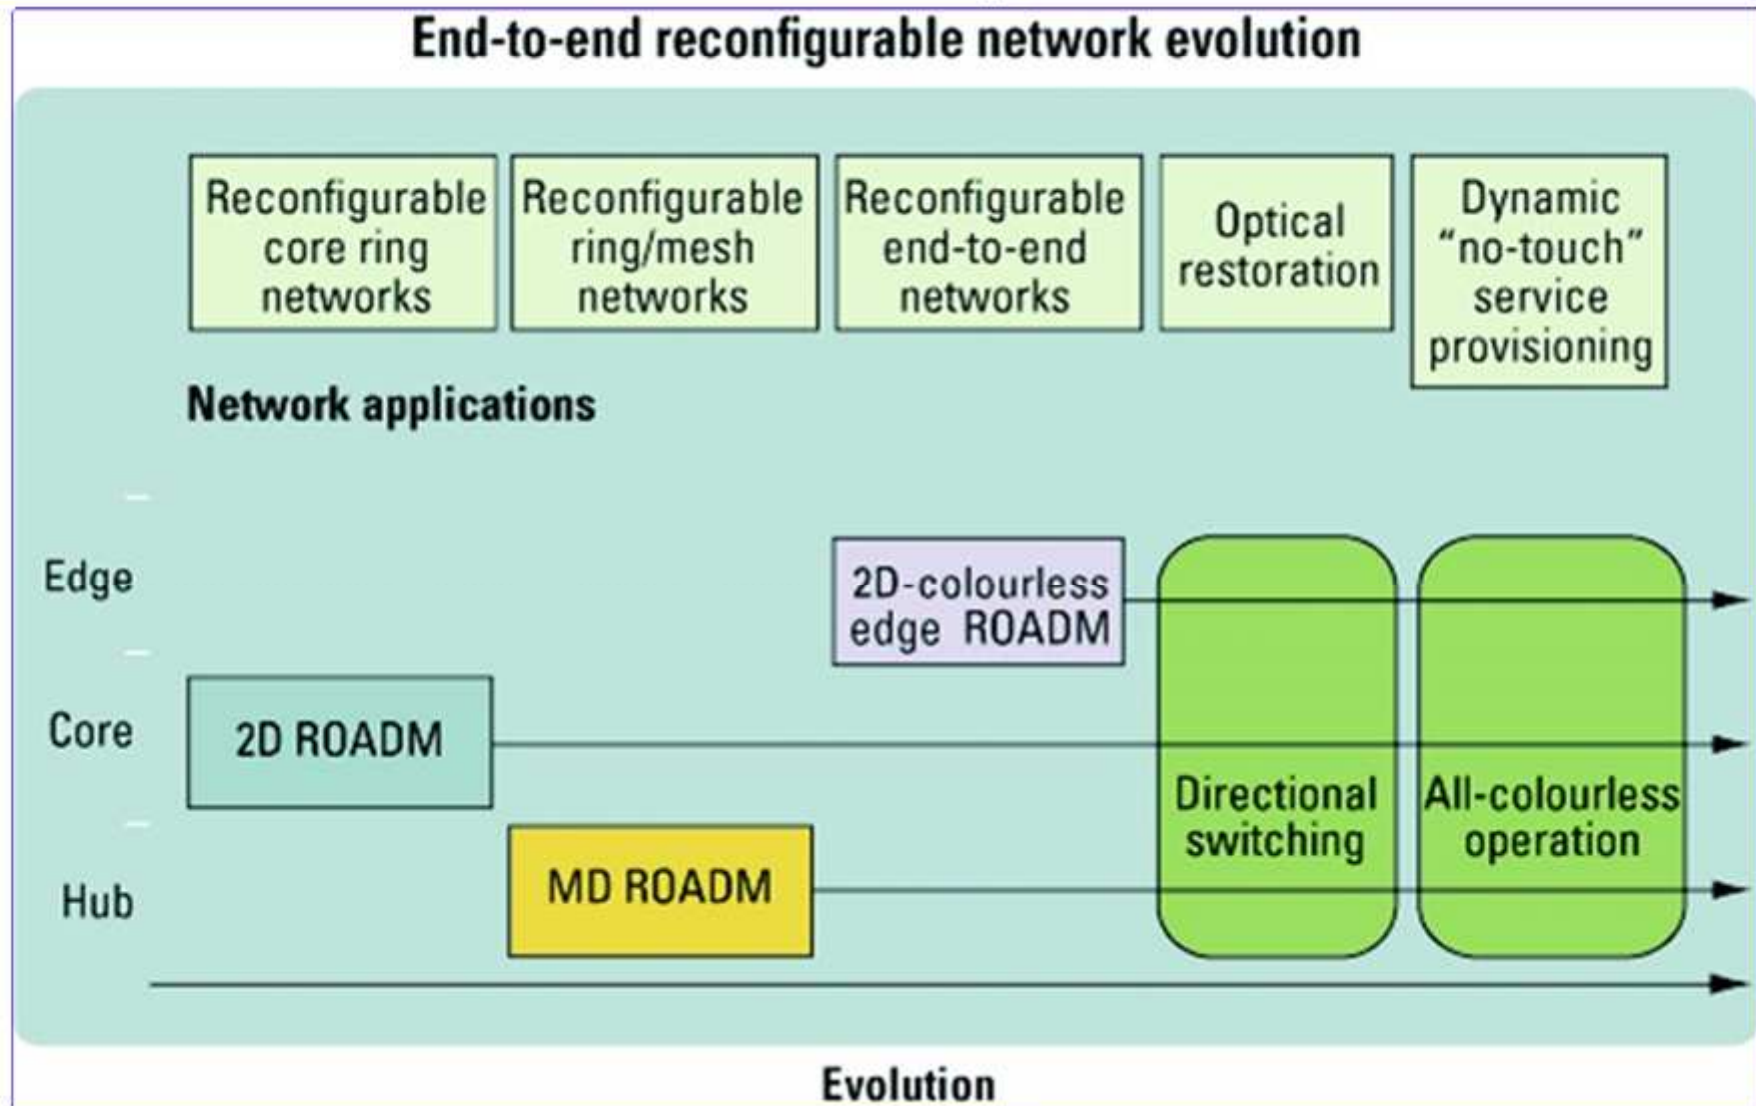 End-to-end reconfigurable network evolution
Reconfigurable
core ring
networks
Reconfigurable
ring/mesh
networks
Reconfigurable
end-to-end
networks
Optical
restoration
Dynamic
“no-touch”
service
provisioning
Network applications
Edge
2D-colourless
edge ROADM
Core
2D ROADM
Directional
switching
All-colourless
operation
Hub
MD ROADM
Evolution